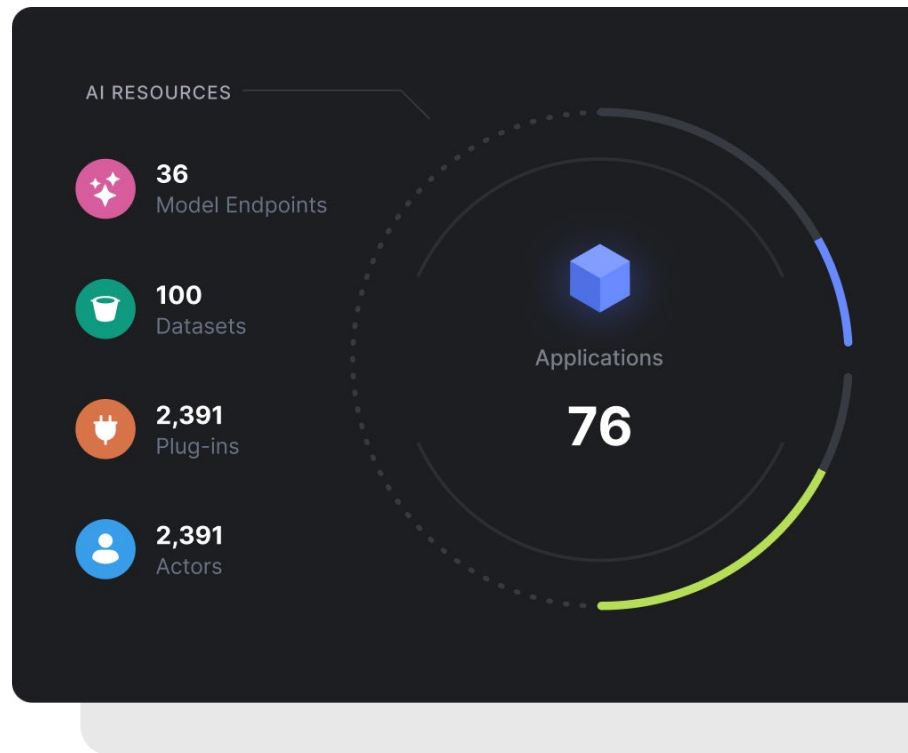 AI RESOURCES
36
Model Endpoints
100
Datasets
2,391
Plug-ins
2,391
Actors
Applications
76